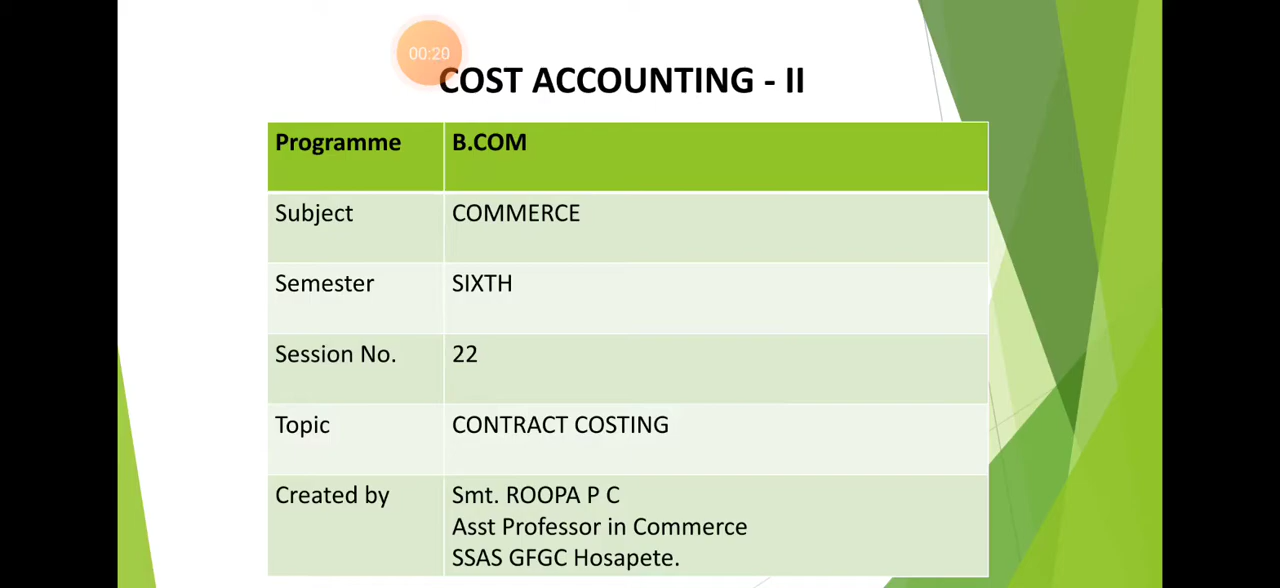 00:20
COST ACCOUNTING - II
Programme B.COM
Subject COMMERCE
Semester SIXTH
Session No. 22
Topic CONTRACT COSTING
Created by Smt. ROOPA P C
Asst Professor in Commerce
SSAS GFGC Hosapete.